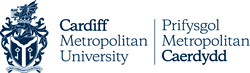 Cardiff
Metropolitan
University
Prifysgol
Metropolitan
Caerdydd